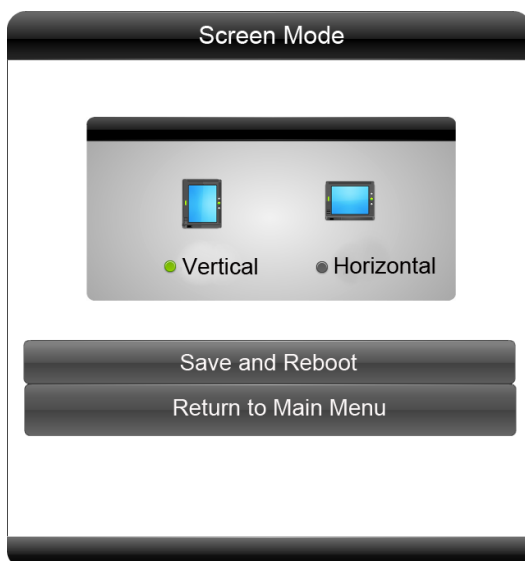 Screen Mode
Vertical
Horizontal
Save and Reboot
Return to Main Menu